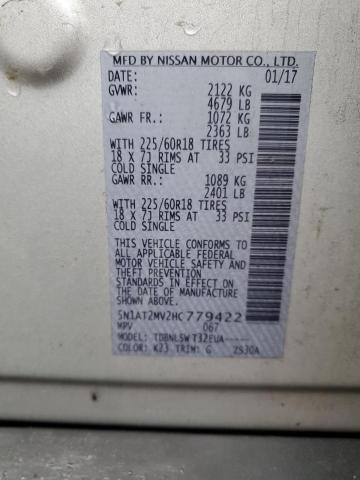 MFD BY NISSAN MOTOR CO., LTD.
DATE: 01/17
GVWR: 2122 KG
4679 LB
GAWR FR.: 1072 KG
2363 LB
WITH 225/60R18 TIRES
18 X 7J RIMS AT 33 PSI
COLD SINGLE
GAWR RR.: 1089 KG
2401 LB
WITH 225/60R18 TIRES
18 X 7J RIMS AT 33 PSI
COLD SINGLE
THIS VEHICLE CONFORMS TO
ALL APPLICABLE FEDERAL
MOTOR VEHICLE SAFETY AND
THEFT PREVENTION
STANDARDS IN EFFECT ON
THE DATE OF MANUFACTURE
SHOWN ABOVE.
5N1AT2MV2HC779422
MPV 067
MODEL: TDBNLSW T32EUA-----
COLOR: K23 TRIM: G ZS30A